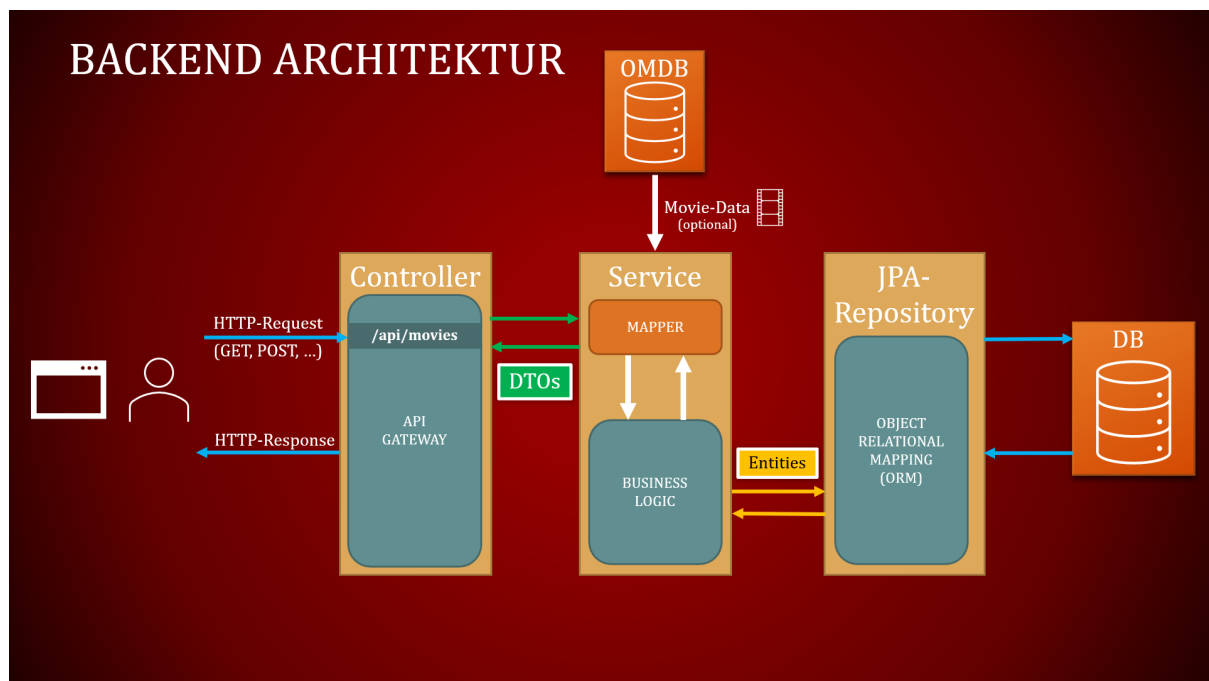 BACKEND ARCHITEKTUR
OMDB
Movie-Data
(optional)
Controller
/api/movies
API
GATEWAY
HTTP-Request
(GET, POST, ...)
HTTP-Response
DTOs
Service
MAPPER
BUSINESS
LOGIC
Entities
JPA-
Repository
OBJECT
RELATIONAL
MAPPING
(ORM)
DB